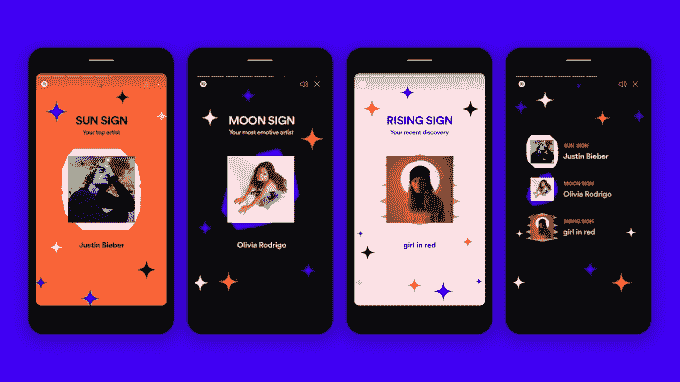 SUN SIGN
Your top artist
Justin Bieber
MOON SIGN
Your most emotive artist
Olivia Rodrigo
RISING SIGN
Your recent discovery
girl in red
SUN SIGN
Justin Bieber
MOON SIGN
Olivia Rodrigo
RISING SIGN
girl in red